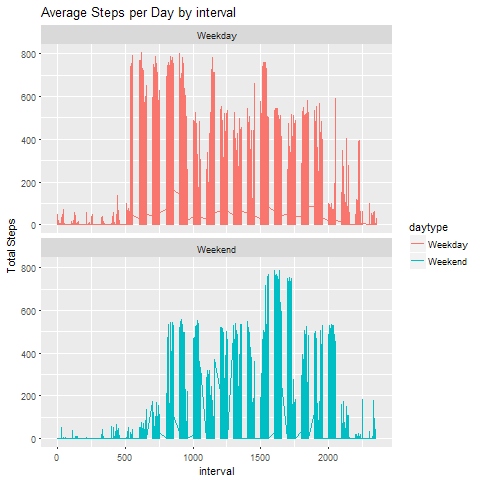 Average Steps per Day by interval
Weekday
800
600
400
200
0
Total Steps
Weekend
800
600
400
200
0
0 500 1000 1500 2000
interval
daytype
Weekday
Weekend